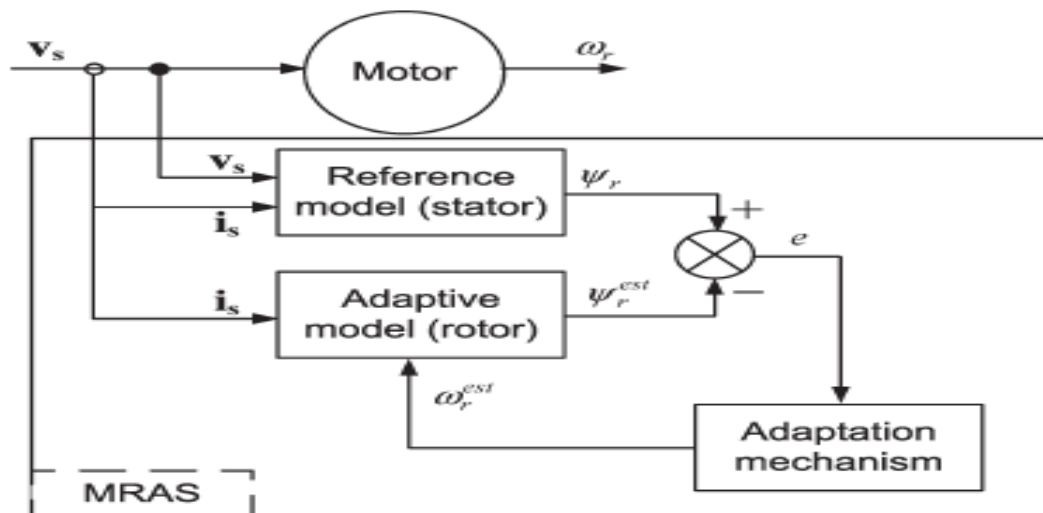 v_s
Motor
ω_r
v_s
Reference
model (stator)
ψ_r
+
i_s
e
i_s
Adaptive
model (rotor)
ψ_r^est
−
ω_r^est
Adaptation
mechanism
MRAS